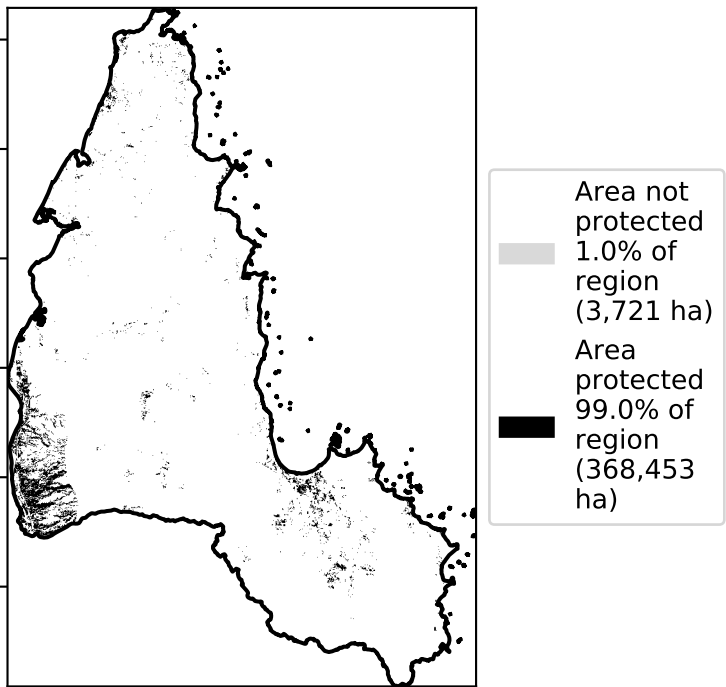 Area not
protected
1.0% of
region
(3,721 ha)
Area
protected
99.0% of
region
(368,453
ha)